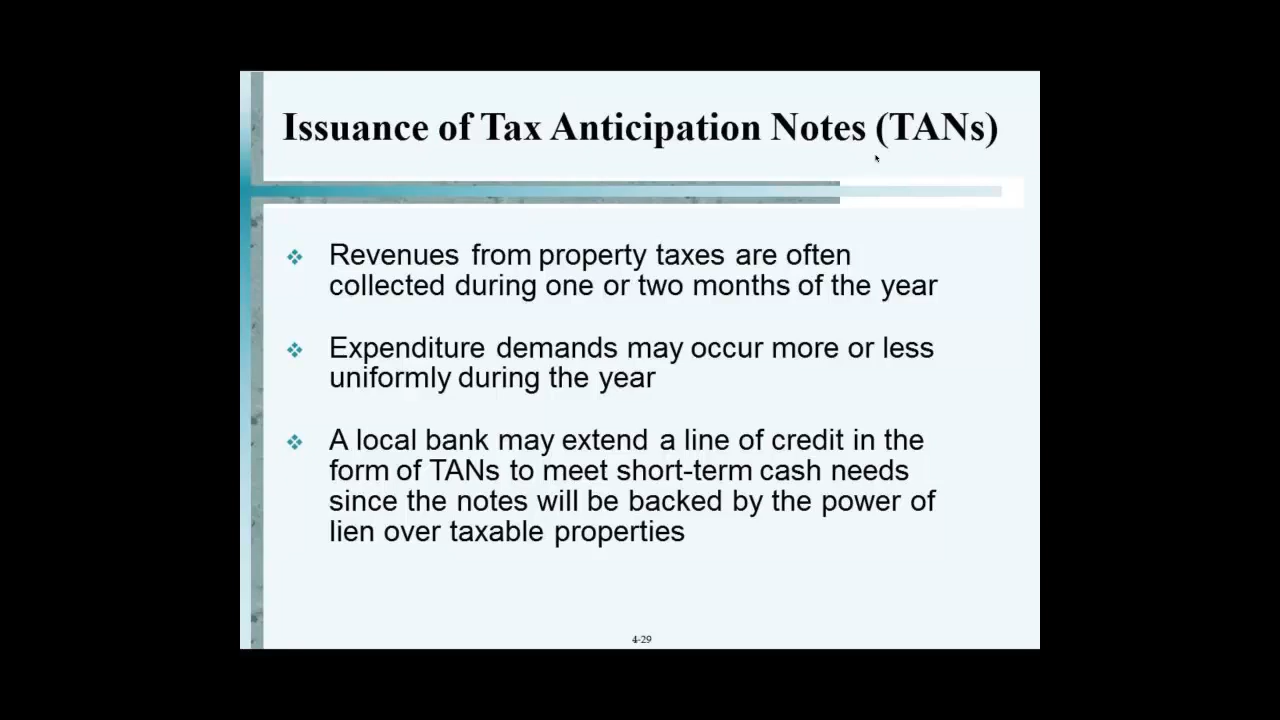 Issuance of Tax Anticipation Notes (TANs)
Revenues from property taxes are often
collected during one or two months of the year
Expenditure demands may occur more or less
uniformly during the year
A local bank may extend a line of credit in the
form of TANs to meet short-term cash needs
since the notes will be backed by the power of
lien over taxable properties
4-29